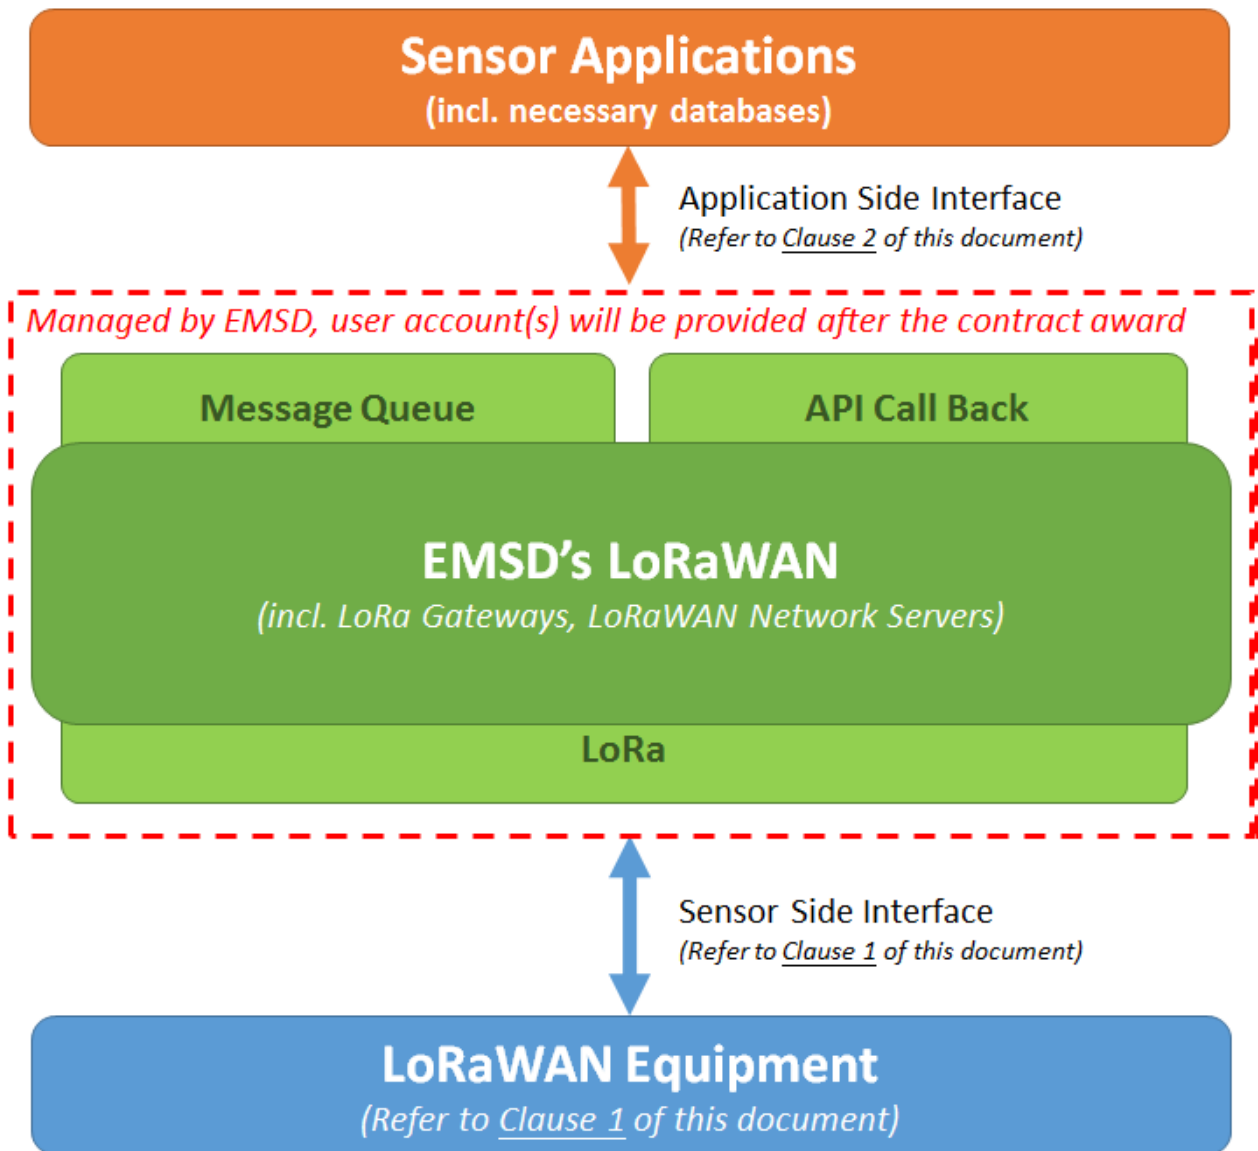 Sensor Applications
(incl. necessary databases)
Application Side Interface
(Refer to Clause 2 of this document)
Managed by EMSD, user account(s) will be provided after the contract award
Message Queue
API Call Back
EMSD’s LoRaWAN
(incl. LoRa Gateways, LoRaWAN Network Servers)
LoRa
Sensor Side Interface
(Refer to Clause 1 of this document)
LoRaWAN Equipment
(Refer to Clause 1 of this document)